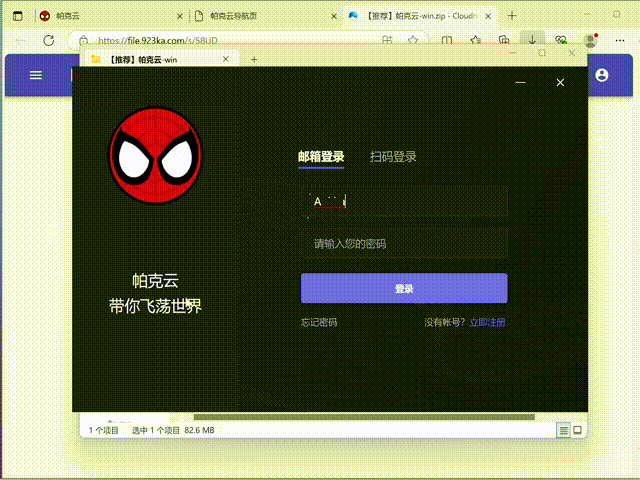 帕克云
帕克云导航页
【推荐】帕克云-win.zip - Cloud
https://file.923ka.com/s/58UD
【推荐】帕克云-win
邮箱登录
扫码登录
A
请输入您的密码
登录
忘记密码
没有帐号? 立即注册
帕克云
带你飞荡世界
1 个项目
选中 1 个项目 82.6 MB